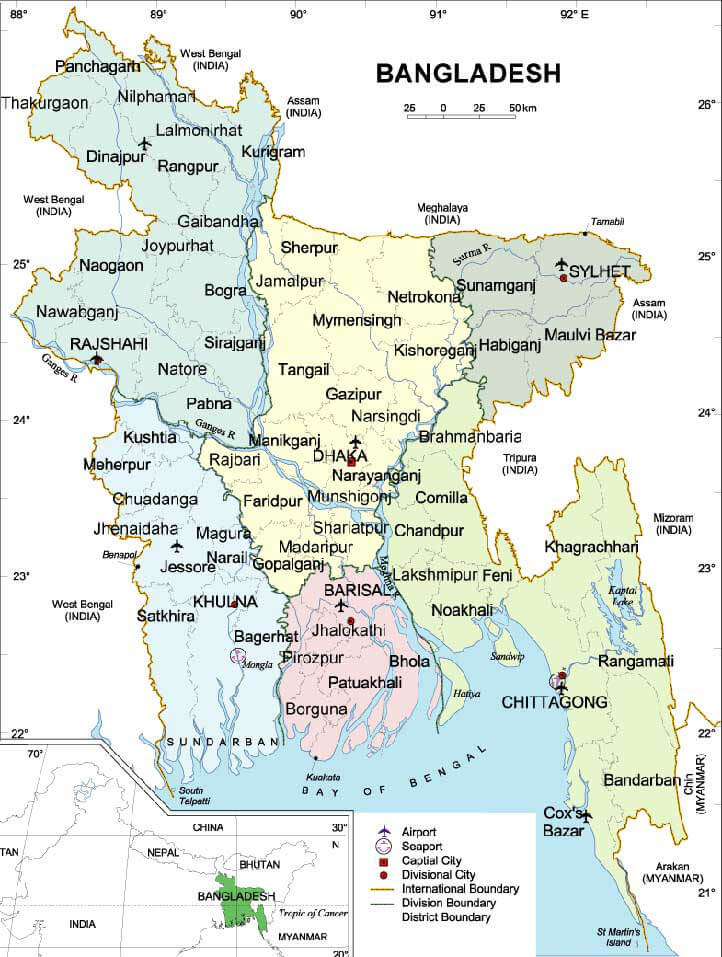 88°
89°
90°
91°
92° E
West Bengal
(INDIA)
Panchagarh
BANGLADESH
Thakurgaon
Nilphamari
Assam
(INDIA)
25 0 25 50km
26°
Lalmonirhat
Dinajpur
Rangpur
Kurigram
West Bengal
(INDIA)
Meghalaya
(INDIA)
Gaibandha
Tamabil
Joypurhat
Sherpur
Surma R
25°
Naogaon
Jamalpur
Sunamganj
SYLHET
25°
Bogra
Netrokona
Assam
(INDIA)
Nawabganj
Mymensingh
RAJSHAHI
Sirajganj
Kishoreganj
Habiganj
Maulvi Bazar
Ganges R
Natore
Tangail
Gazipur
Pabna
Narsingdi
24°
24°
Kushtia
Ganges R
Manikganj
Brahmanbaria
Meherpur
Rajbari
DHAKA
Tripura
(INDIA)
Narayanganj
Chuadanga
Faridpur
Munshigonj
Comilla
Mizoram
(INDIA)
Jhenaidaha
Magura
Shariatpur
Chandpur
Khagrachhari
Benapol
Jessore
Narail
Madaripur
Gopalganj
Meghna R
23°
23°
Lakshmipur
Feni
West Bengal
(INDIA)
KHULNA
BARISAL
Kaptai
Lake
Satkhira
Noakhali
Bagerhat
Jhalokathi
Mongla
Pirozpur
Bhola
Sandwip
Rangamati
Patuakhali
Hatiya
CHITTAGONG
Borguna
22°
22°
SUNDARBAN
70°
BAY OF BENGAL
Kuakata
South
Talpatti
Bandarban
Chin
(MYANMAR)
Cox's
Bazar
CHINA
30°
N
NEPAL
BHUTAN
TAN
BANGLADESH
Tropic of Cancer
INDIA
MYANMAR
20°
Airport
Seaport
Captial City
Divisional City
International Boundary
Division Boundary
District Boundary
Arakan
(MYANMAR)
21°
St Martin's
Island